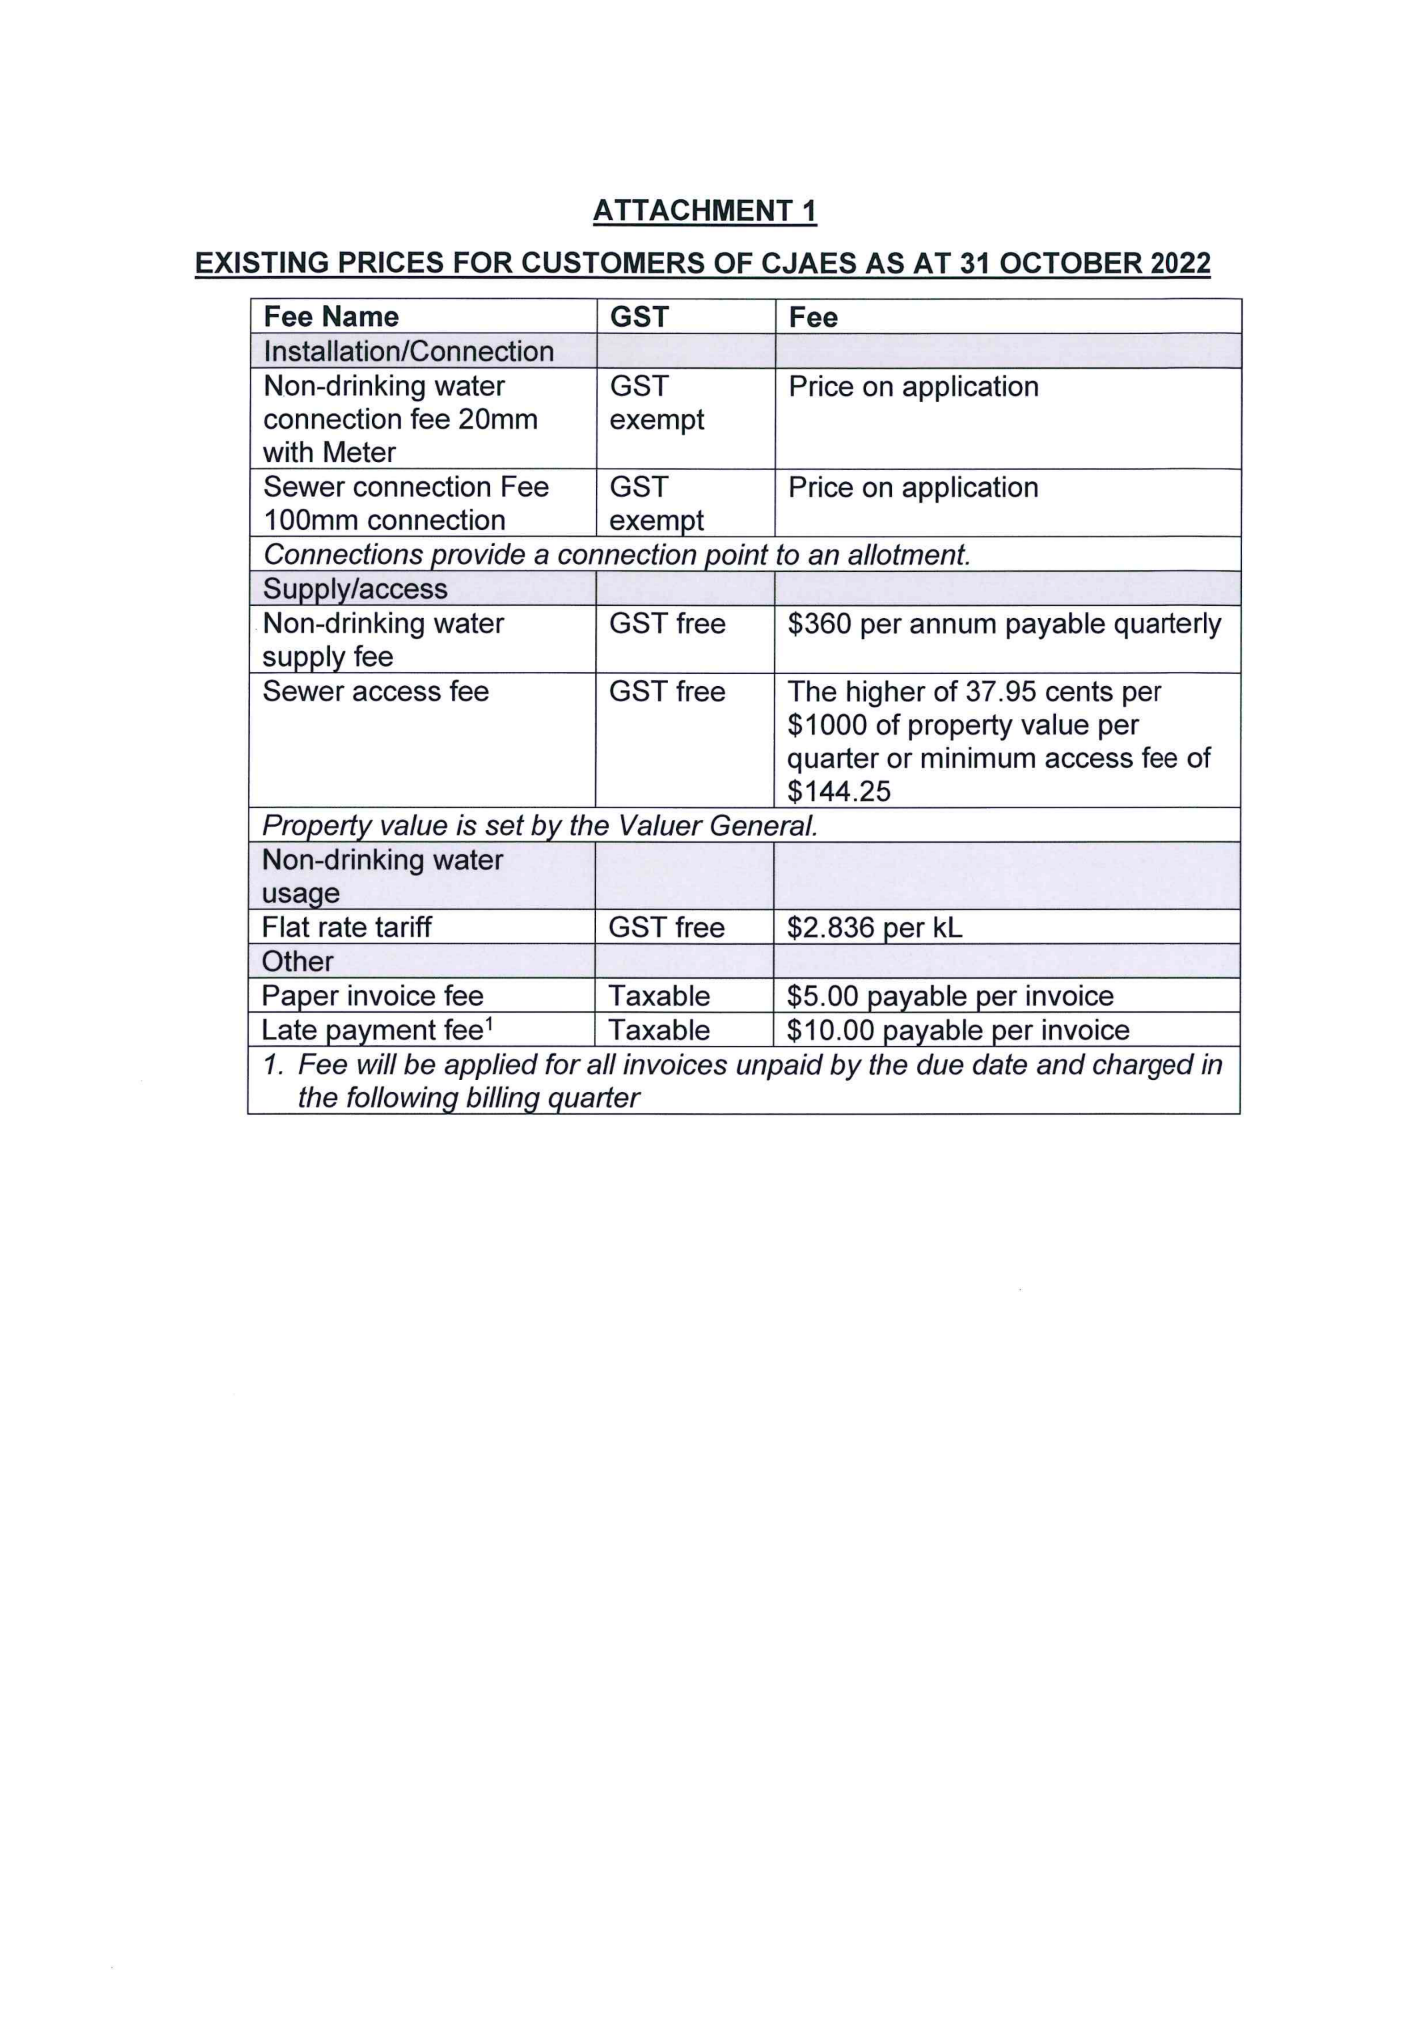 ATTACHMENT 1
EXISTING PRICES FOR CUSTOMERS OF CJAES AS AT 31 OCTOBER 2022
Fee Name GST Fee
Installation/Connection
Non-drinking water GST Price on application
connection fee 20mm exempt
with Meter
Sewer connection Fee GST Price on application
100mm connection exempt
Connections provide a connection point to an allotment.
Supply/access
Non-drinking water GST free $360 per annum payable quarterly
supply fee
Sewer access fee GST free The higher of 37.95 cents per
$1000 of property value per
quarter or minimum access fee of
$144.25
Property value is set by the Valuer General.
Non-drinking water
usage
Flat rate tariff GST free $2.836 per kL
Other
Paper invoice fee Taxable $5.00 payable per invoice
Late payment fee¹ Taxable $10.00 payable per invoice
1. Fee will be applied for all invoices unpaid by the due date and charged in
the following billing quarter